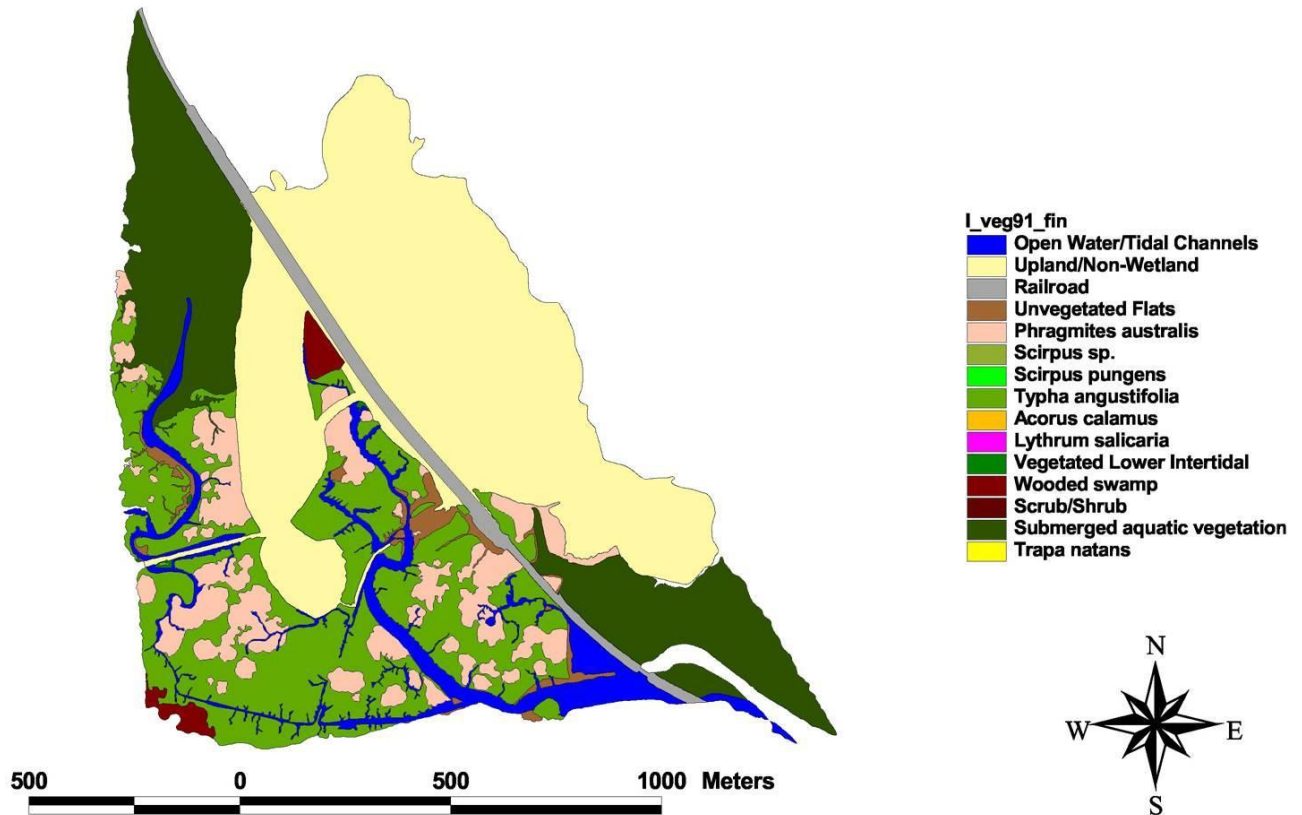 I_veg91_fin
Open Water/Tidal Channels
Upland/Non-Wetland
Railroad
Unvegetated Flats
Phragmites australis
Scirpus sp.
Scirpus pungens
Typha angustifolia
Acorus calamus
Lythrum salicaria
Vegetated Lower Intertidal
Wooded swamp
Scrub/Shrub
Submerged aquatic vegetation
Trapa natans
N
W E
S
500 0 500 1000 Meters